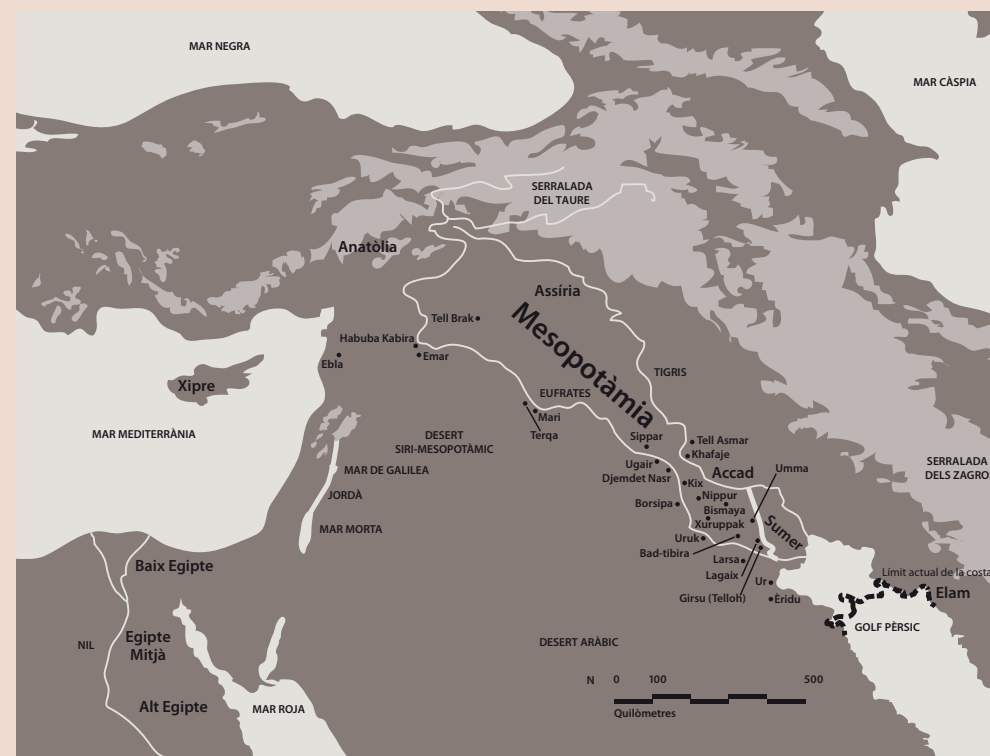 MAR NEGRA
MAR CÀSPIA
SERRALADA
DEL TAURE
Anatòlia
Assíria
Mesopotàmia
Tell Brak
Habuba Kabira
Emar
Ebla
Xipre
TIGRIS
EUFRATES
Mari
Terqa
MAR MEDITERRÀNIA
DESERT
SIRI-MESOPOTÀMIC
Sippar
Tell Asmar
Khafaje
SERRALADA
DELS ZAGRO
MAR DE GALILEA
Ugair
Accad
Umma
Djemdet Nasr
Kix
JORDÀ
Nippur
Borsipa
Bismaya
MAR MORTA
Xuruppak
Sumer
Uruk
Bad-tibira
Larsa
Baix Egipte
Lagaix
Límit actual de la costa
Ur
Elam
Girsu (Telloh)
Èridu
GOLF PÈRSIC
NIL
Egipte
Mitjà
DESERT ARÀBIC
N 0 100 500
Quilòmetres
Alt Egipte
MAR ROJA